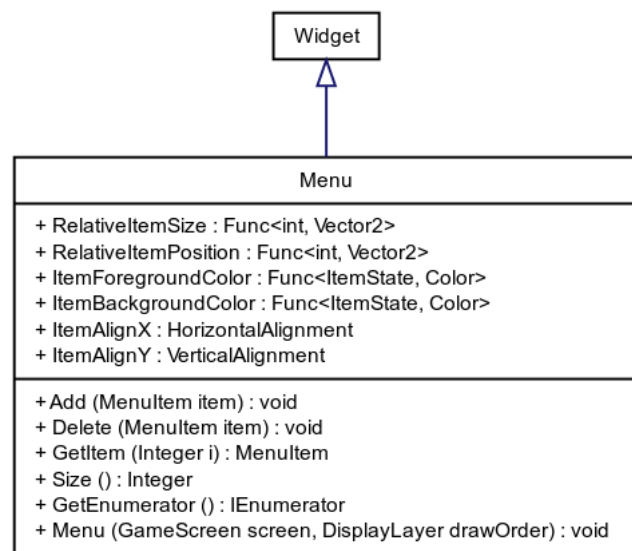 Widget
Menu
+ RelativeItemSize : Func<int, Vector2>
+ RelativeItemPosition : Func<int, Vector2>
+ ItemForegroundColor : Func<ItemState, Color>
+ ItemBackgroundColor : Func<ItemState, Color>
+ ItemAlignX : HorizontalAlignment
+ ItemAlignY : VerticalAlignment
+ Add (MenuItem item) : void
+ Delete (MenuItem item) : void
+ GetItem (Integer i) : MenuItem
+ Size () : Integer
+ GetEnumerator () : IEnumerator
+ Menu (GameScreen screen, DisplayLayer drawOrder) : void